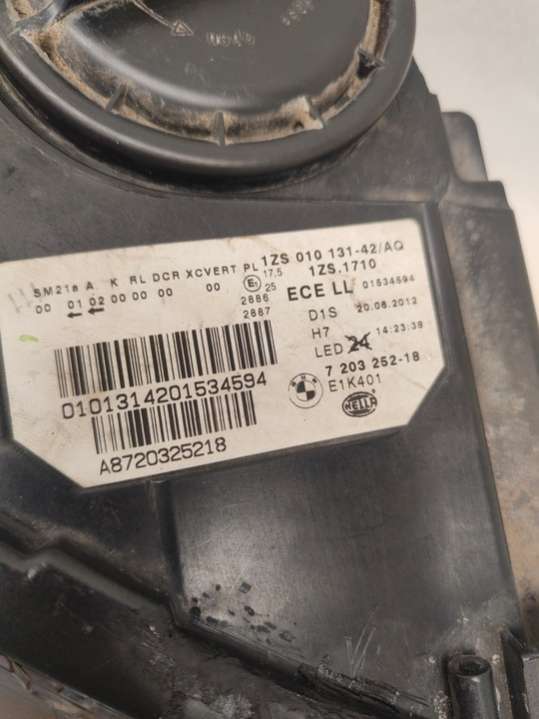 SM21a A K RL DCR XCVERT PL 1ZS 010 131-42/AQ
00 01 02 00 00 00 00 E1 17,5 1ZS.1710
25 ECE LL 01534594
2886 D1S 20.06.2012
2887 H7 14:23:39
LED 24
0101314201534594 7 203 252-18
BMW E1K401
HELLA
A8720325218